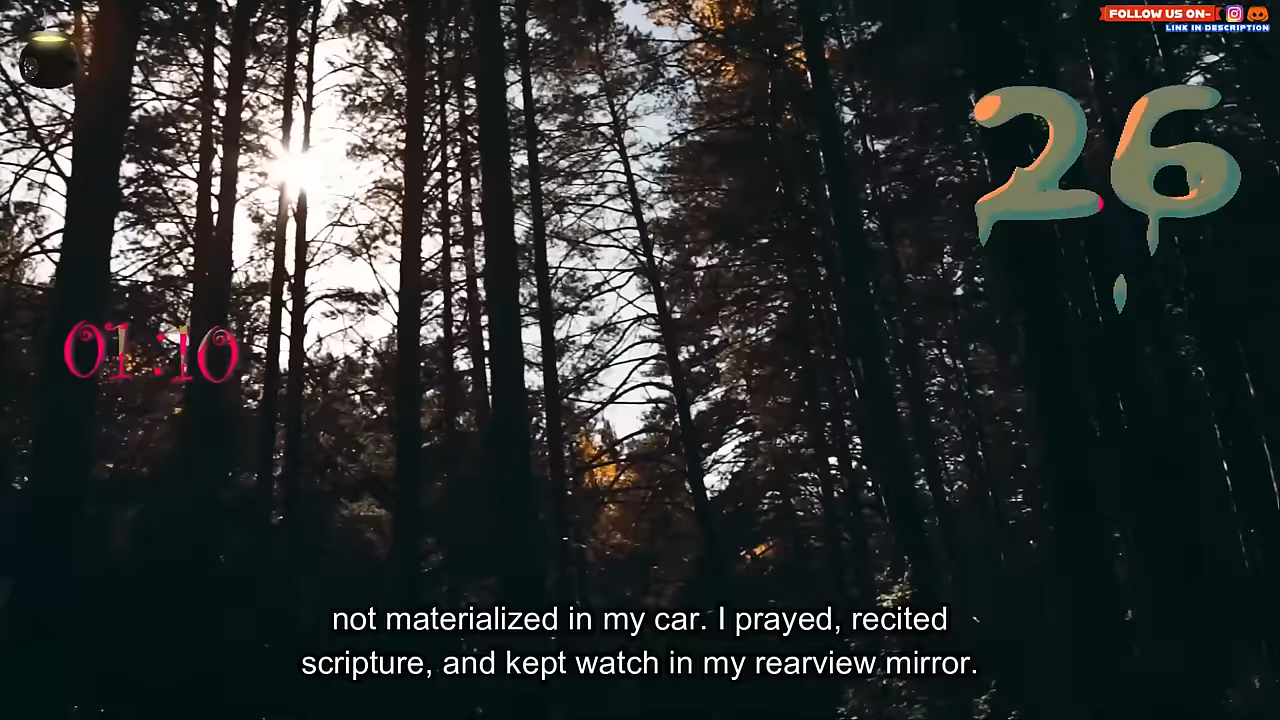 FOLLOW US ON-
LINK IN DESCRIPTION
26
01:10
not materialized in my car. I prayed, recited
scripture, and kept watch in my rearview mirror.